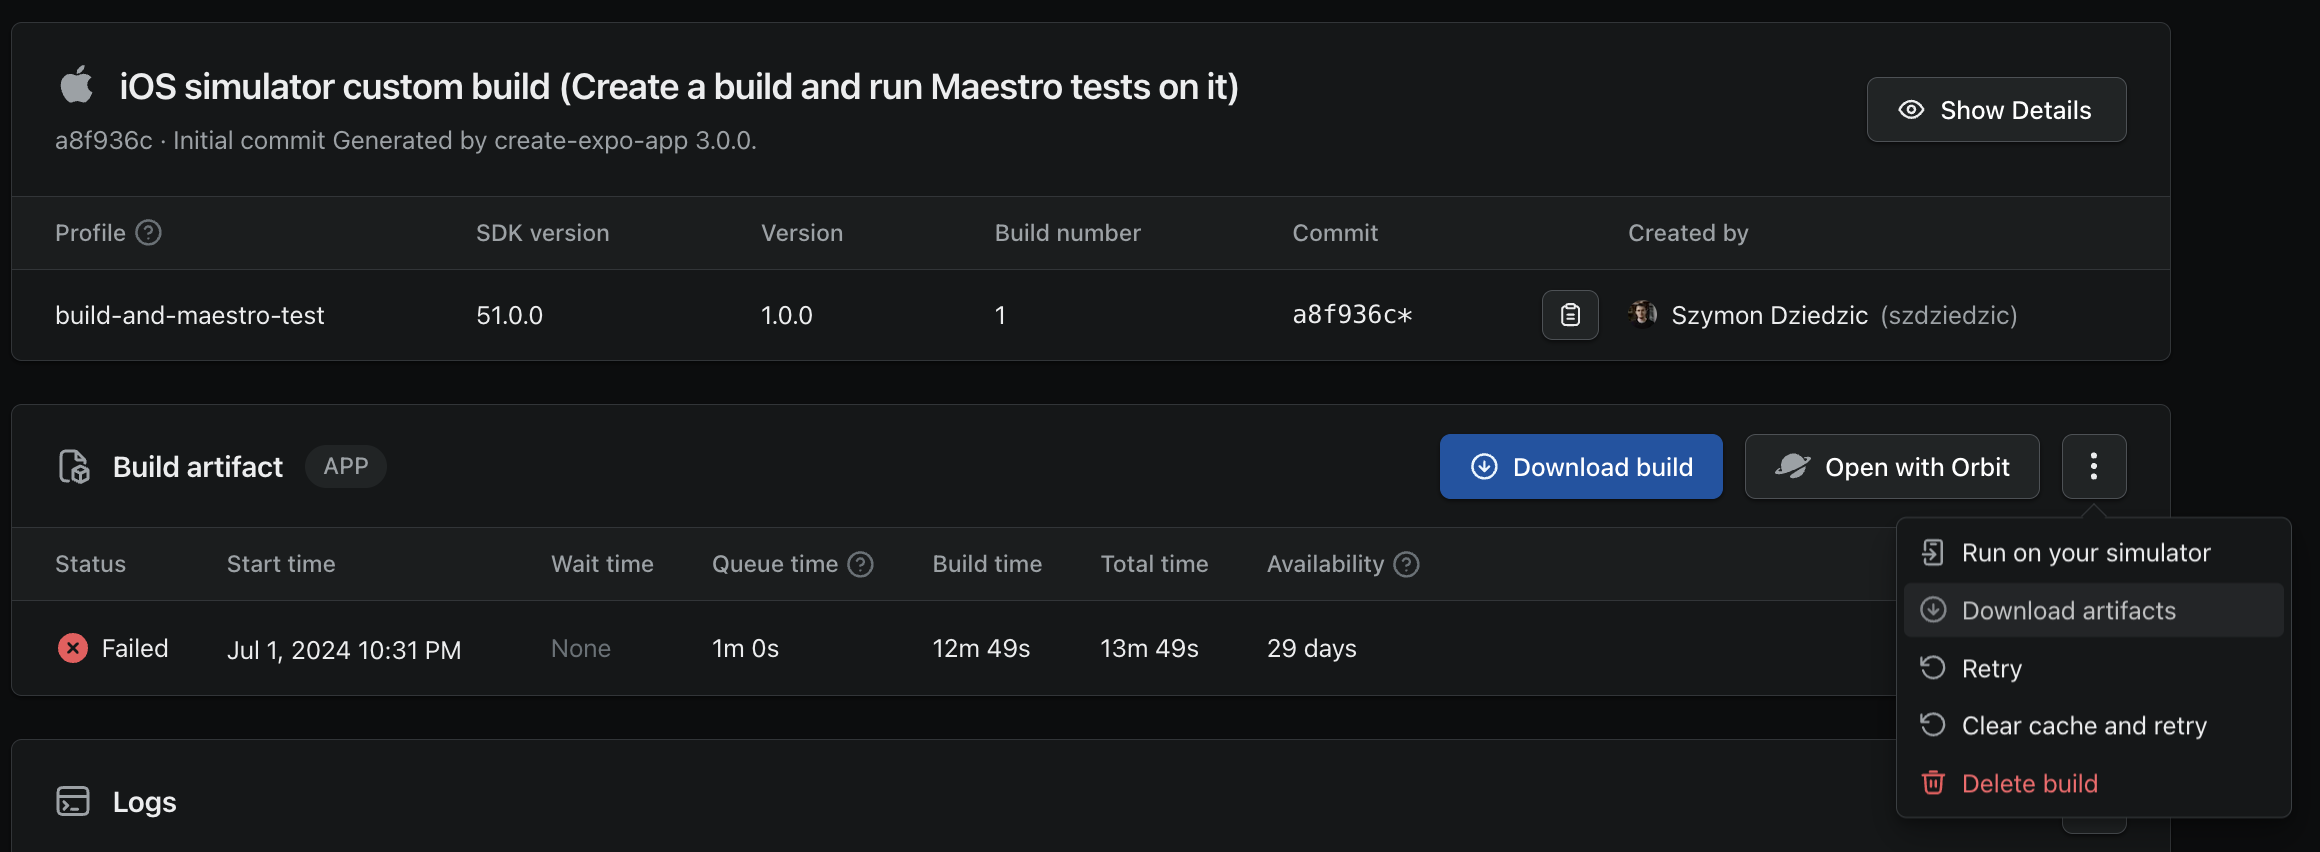 iOS simulator custom build (Create a build and run Maestro tests on it)
a8f936c · Initial commit Generated by create-expo-app 3.0.0.
Show Details
Profile SDK version Version Build number Commit Created by
build-and-maestro-test 51.0.0 1.0.0 1 a8f936c* Szymon Dziedzic (szdziedzic)
Build artifact APP Download build Open with Orbit
Status Start time Wait time Queue time Build time Total time Availability
Failed Jul 1, 2024 10:31 PM None 1m 0s 12m 49s 13m 49s 29 days
Run on your simulator
Download artifacts
Retry
Clear cache and retry
Delete build
Logs